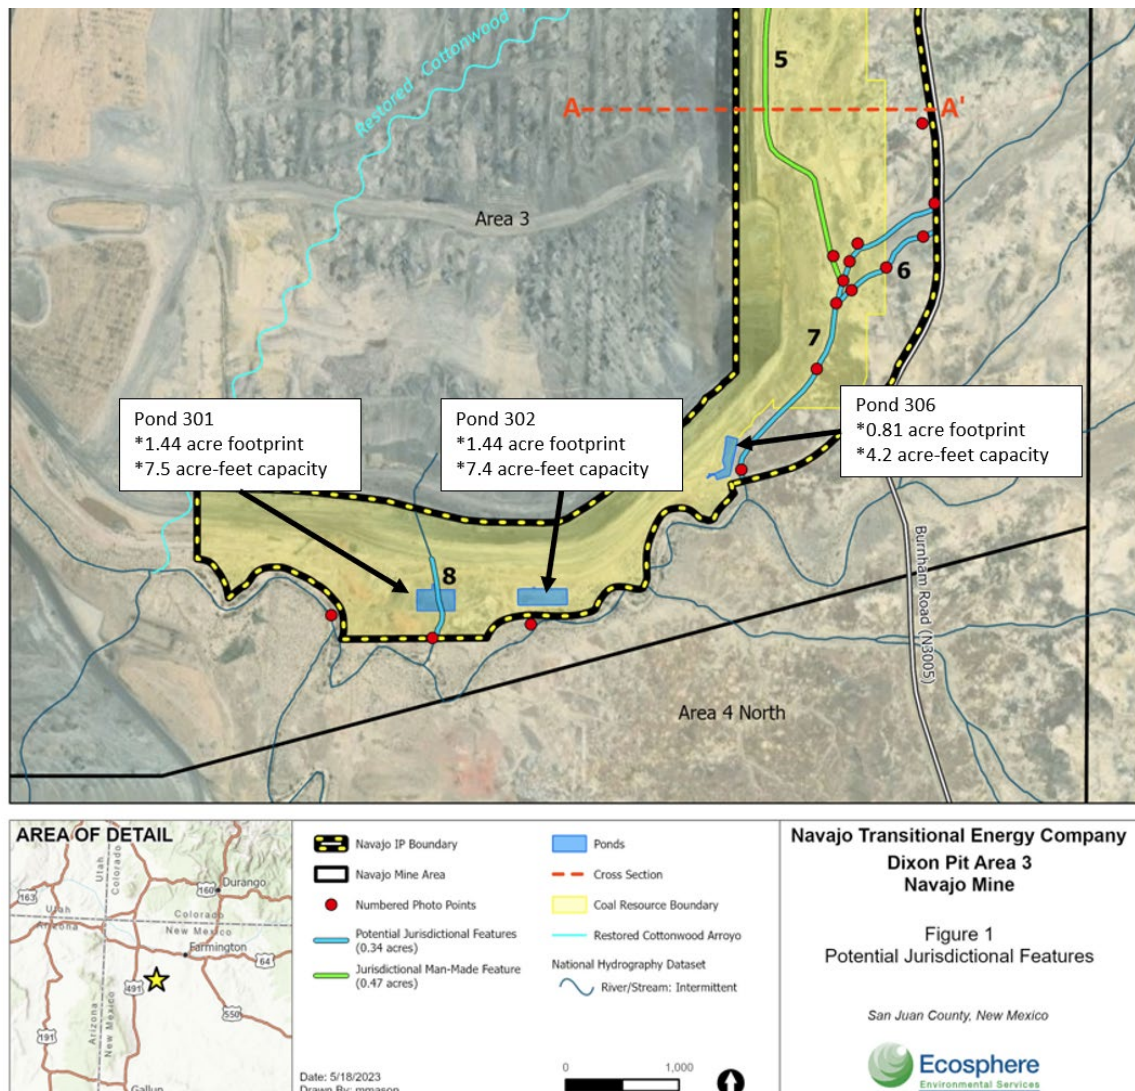 Restored Cottonwood
5
A
A'
Area 3
6
7
Pond 301
*1.44 acre footprint
*7.5 acre-feet capacity
Pond 302
*1.44 acre footprint
*7.4 acre-feet capacity
Pond 306
*0.81 acre footprint
*4.2 acre-feet capacity
8
Burnham Road (N3005)
Area 4 North
AREA OF DETAIL
163
160
Durango
Utah
Colorado
Utah
Arizona
Colorado
New Mexico
Farmington
64
491
Arizona
New Mexico
191
550
Gallup
Navajo IP Boundary
Navajo Mine Area
Numbered Photo Points
Potential Jurisdictional Features
(0.34 acres)
Jurisdictional Man-Made Feature
(0.47 acres)
Ponds
Cross Section
Coal Resource Boundary
Restored Cottonwood Arroyo
National Hydrography Dataset
River/Stream: Intermittent
Date: 5/18/2023
Drawn By: mmason
0
1,000
Navajo Transitional Energy Company
Dixon Pit Area 3
Navajo Mine
Figure 1
Potential Jurisdictional Features
San Juan County, New Mexico
Ecosphere
Environmental Services